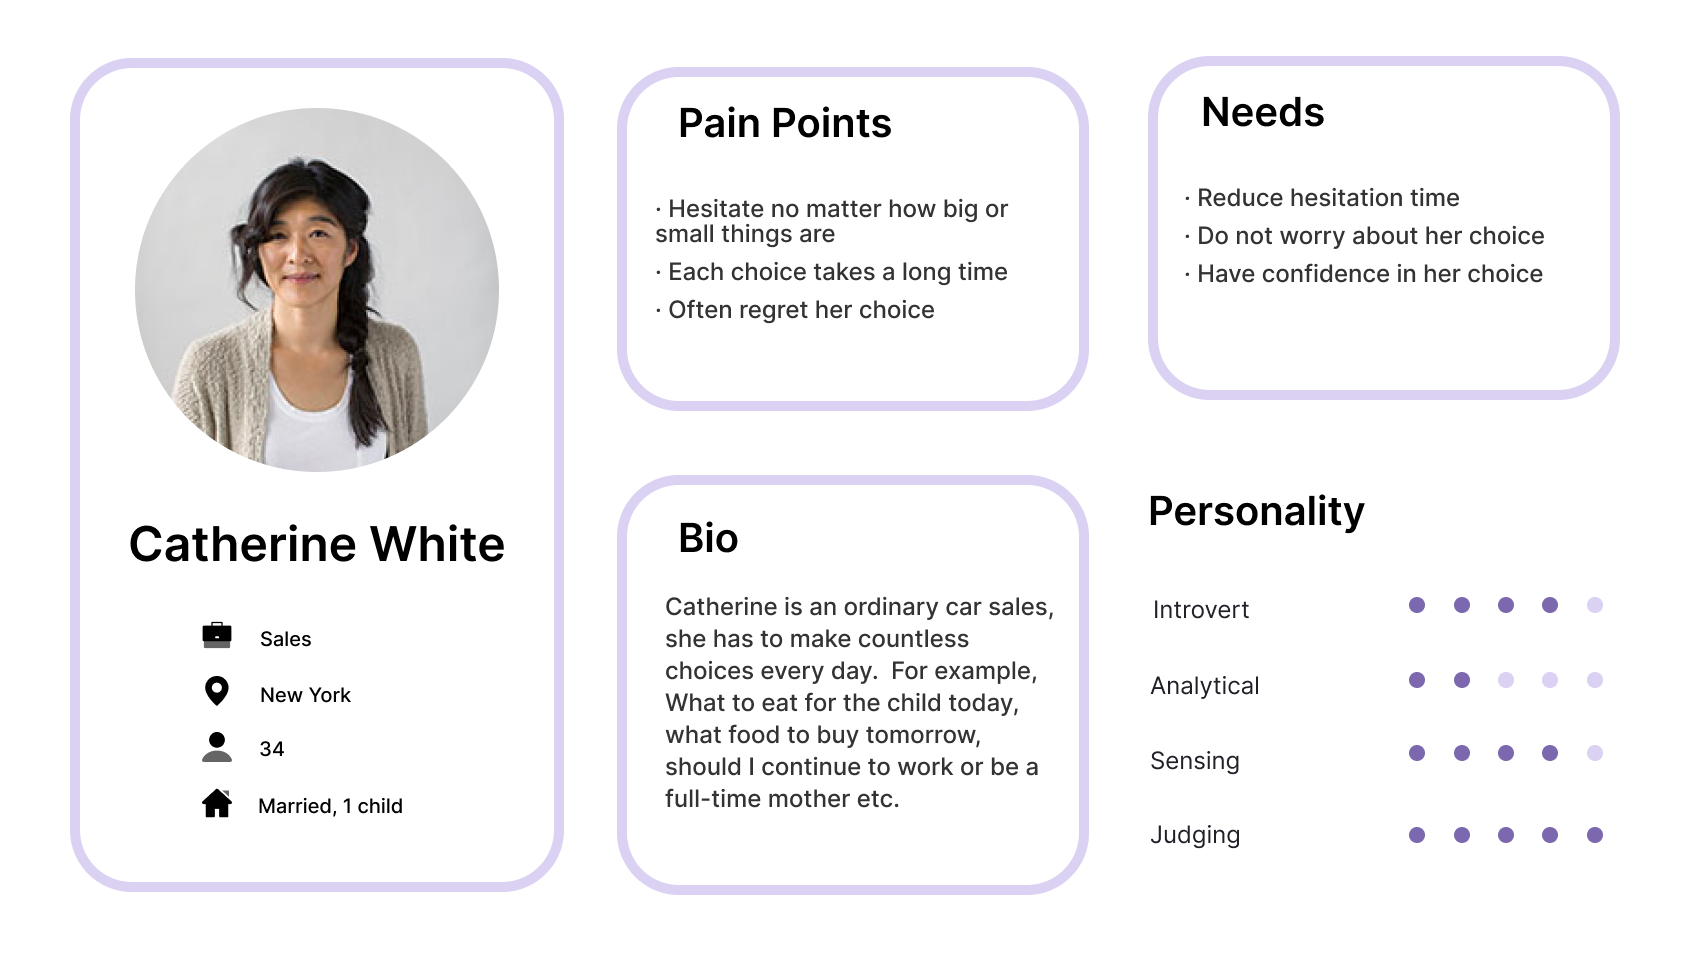 Catherine White
Sales
New York
34
Married, 1 child
Pain Points
· Hesitate no matter how big or
small things are
· Each choice takes a long time
· Often regret her choice
Needs
· Reduce hesitation time
· Do not worry about her choice
· Have confidence in her choice
Bio
Catherine is an ordinary car sales,
she has to make countless
choices every day.  For example,
What to eat for the child today,
what food to buy tomorrow,
should I continue to work or be a
full-time mother etc.
Personality
Introvert
Analytical
Sensing
Judging